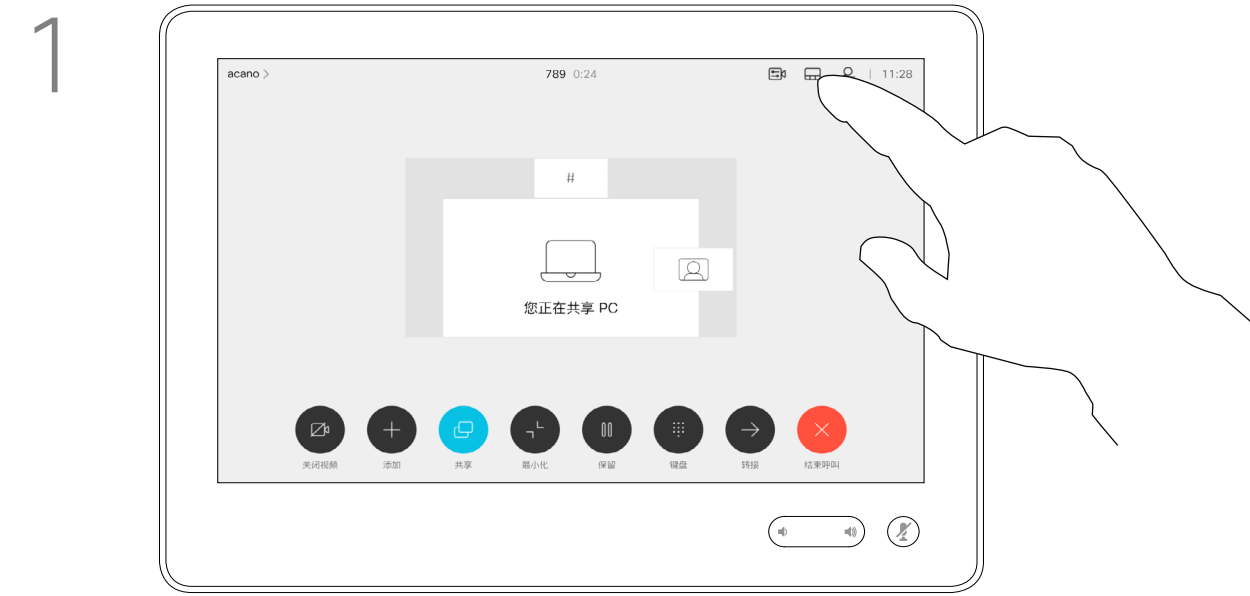 1
acano >
789 0:24
11:28
#
您正在共享 PC
关闭视频
添加
共享
最小化
保留
键盘
转接
结束呼叫